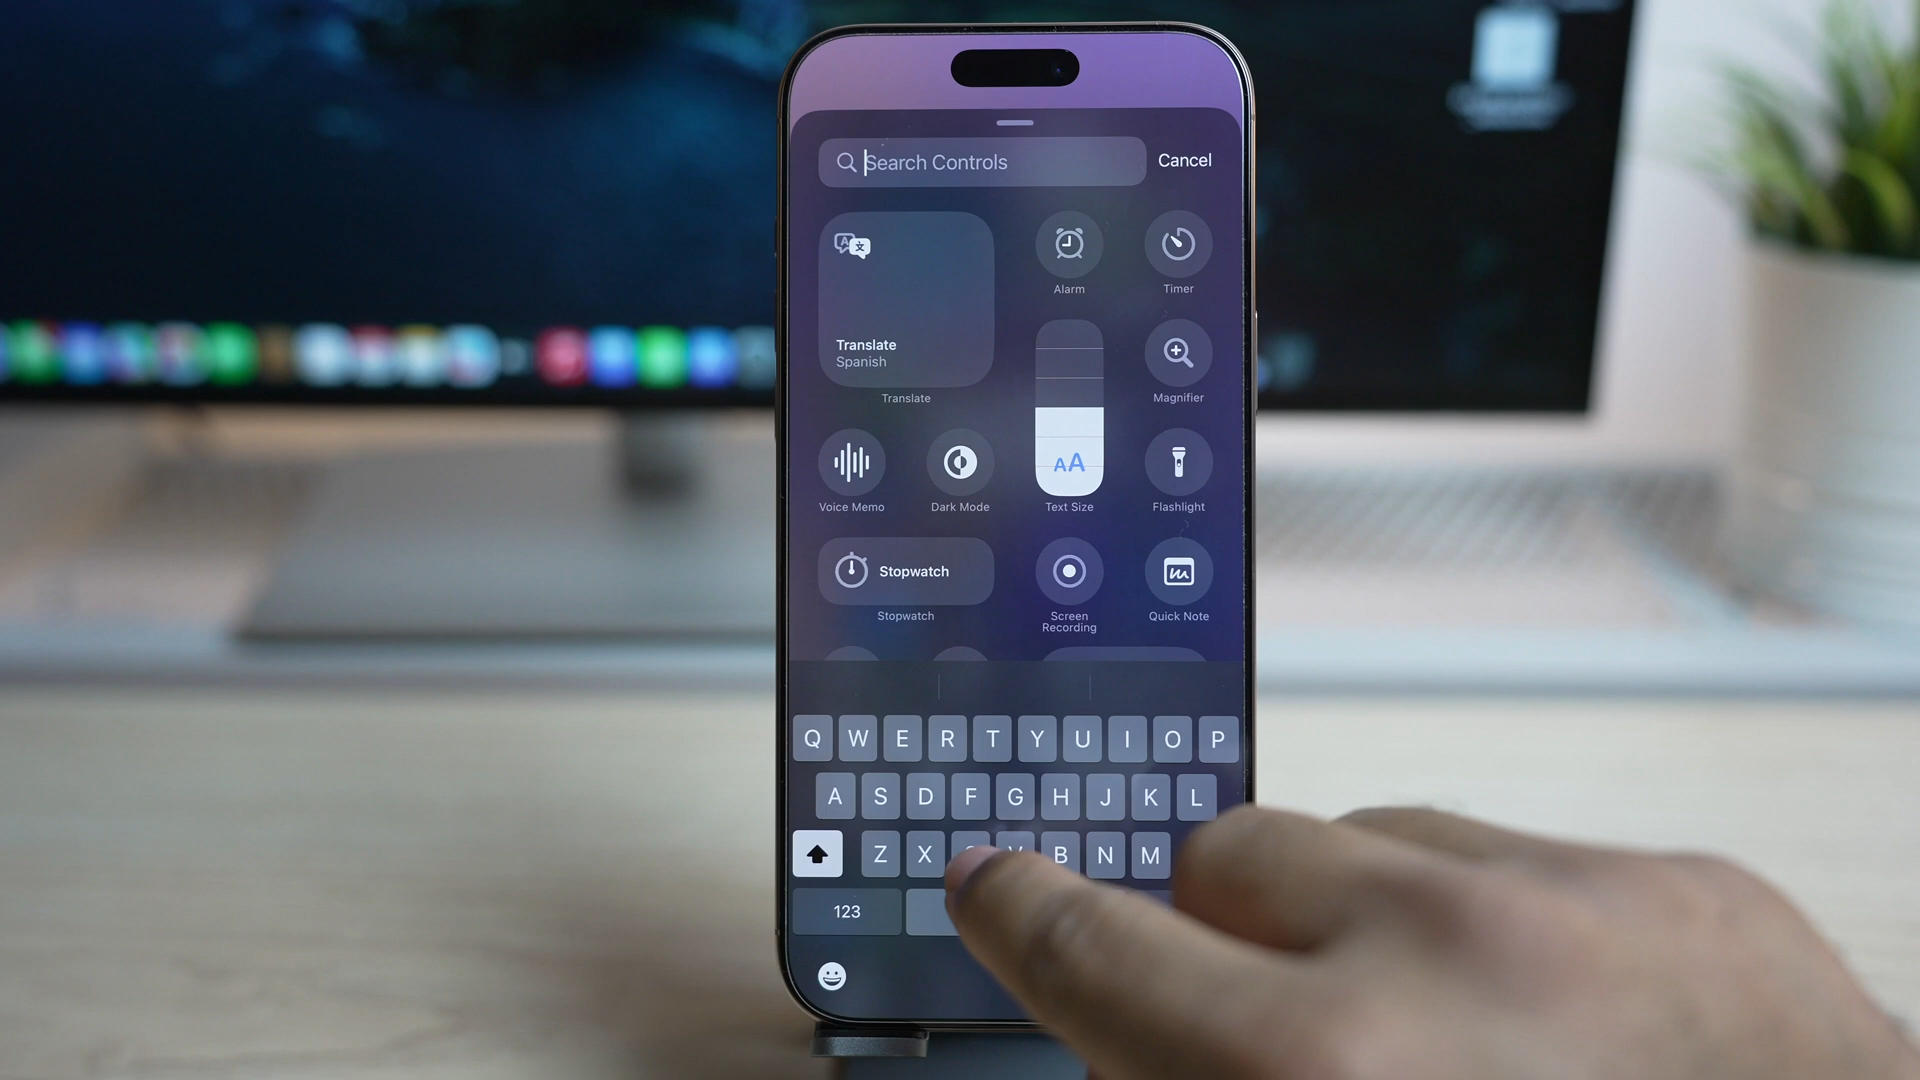 Search Controls
Cancel
Translate
Spanish
Translate
Alarm
Timer
Magnifier
Voice Memo
Dark Mode
AA
Text Size
Flashlight
Stopwatch
Stopwatch
Screen
Recording
Quick Note
Q W E R T Y U I O P
A S D F G H J K L
Z X V B N M
123